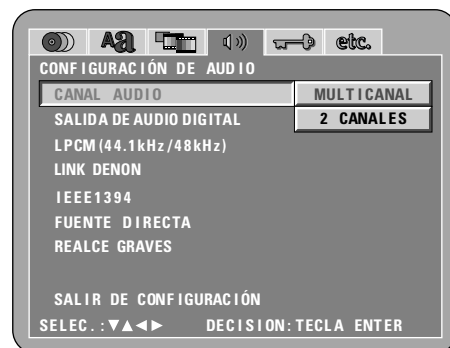 Aa etc.
CONFIGURACIÓN DE AUDIO
CANAL AUDIO MULTICANAL
SALIDA DE AUDIO DIGITAL 2 CANALES
LPCM (44.1kHz/48kHz)
LINK DENON
IEEE1394
FUENTE DIRECTA
REALCE GRAVES
SALIR DE CONFIGURACIÓN
SELEC.:▼▲◄► DECISION:TECLA ENTER